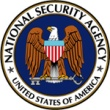 NATIONAL SECURITY AGENCY
UNITED STATES OF AMERICA